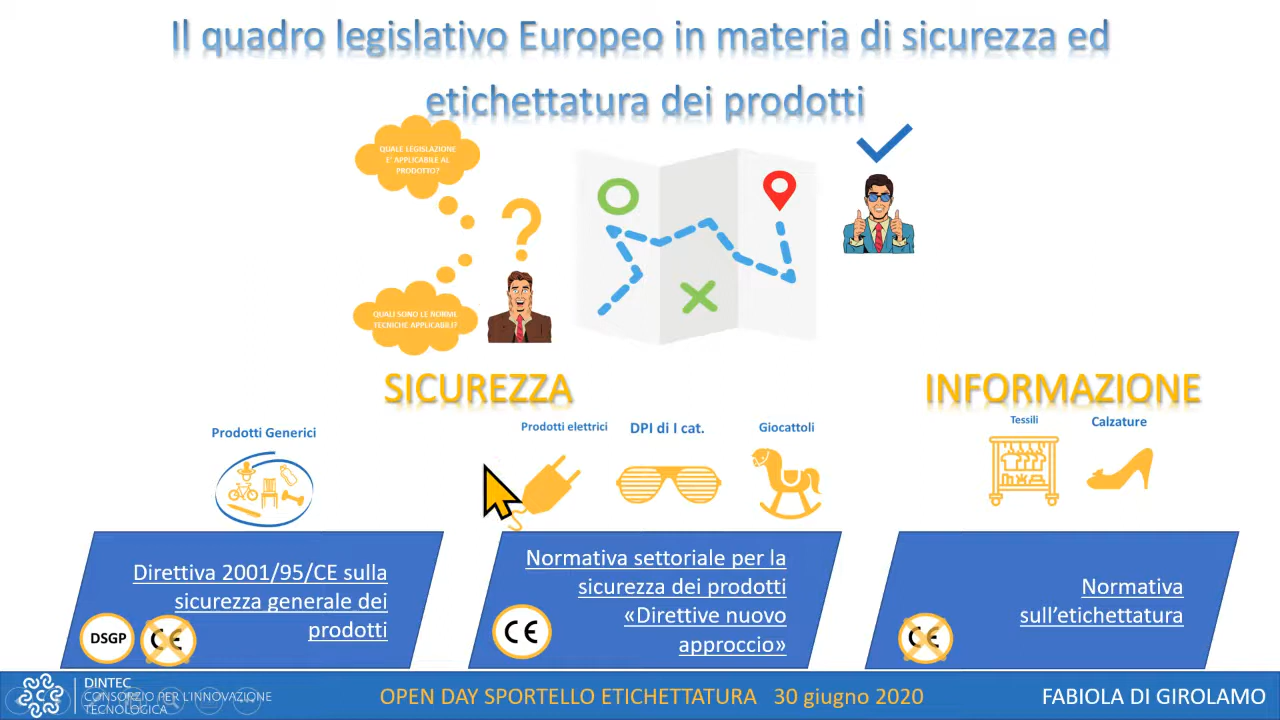 Il quadro legislativo Europeo in materia di sicurezza ed
etichettatura dei prodotti
QUALE LEGISLAZIONE
E' APPLICABILE AL
PRODOTTO?
QUALI SONO LE NORME
TECNICHE APPLICABILI?
SICUREZZA
INFORMAZIONE
Prodotti Generici
Prodotti elettrici
DPI di I cat.
Giocattoli
Tessili
Calzature
Direttiva 2001/95/CE sulla
sicurezza generale dei
prodotti
DSGP
CE
Normativa settoriale per la
sicurezza dei prodotti
«Direttive nuovo
approccio»
CE
Normativa
sull'etichettatura
CE
DINTEC
CONSORZIO PER L'INNOVAZIONE
TECNOLOGICA
OPEN DAY SPORTELLO ETICHETTATURA 30 giugno 2020
FABIOLA DI GIROLAMO